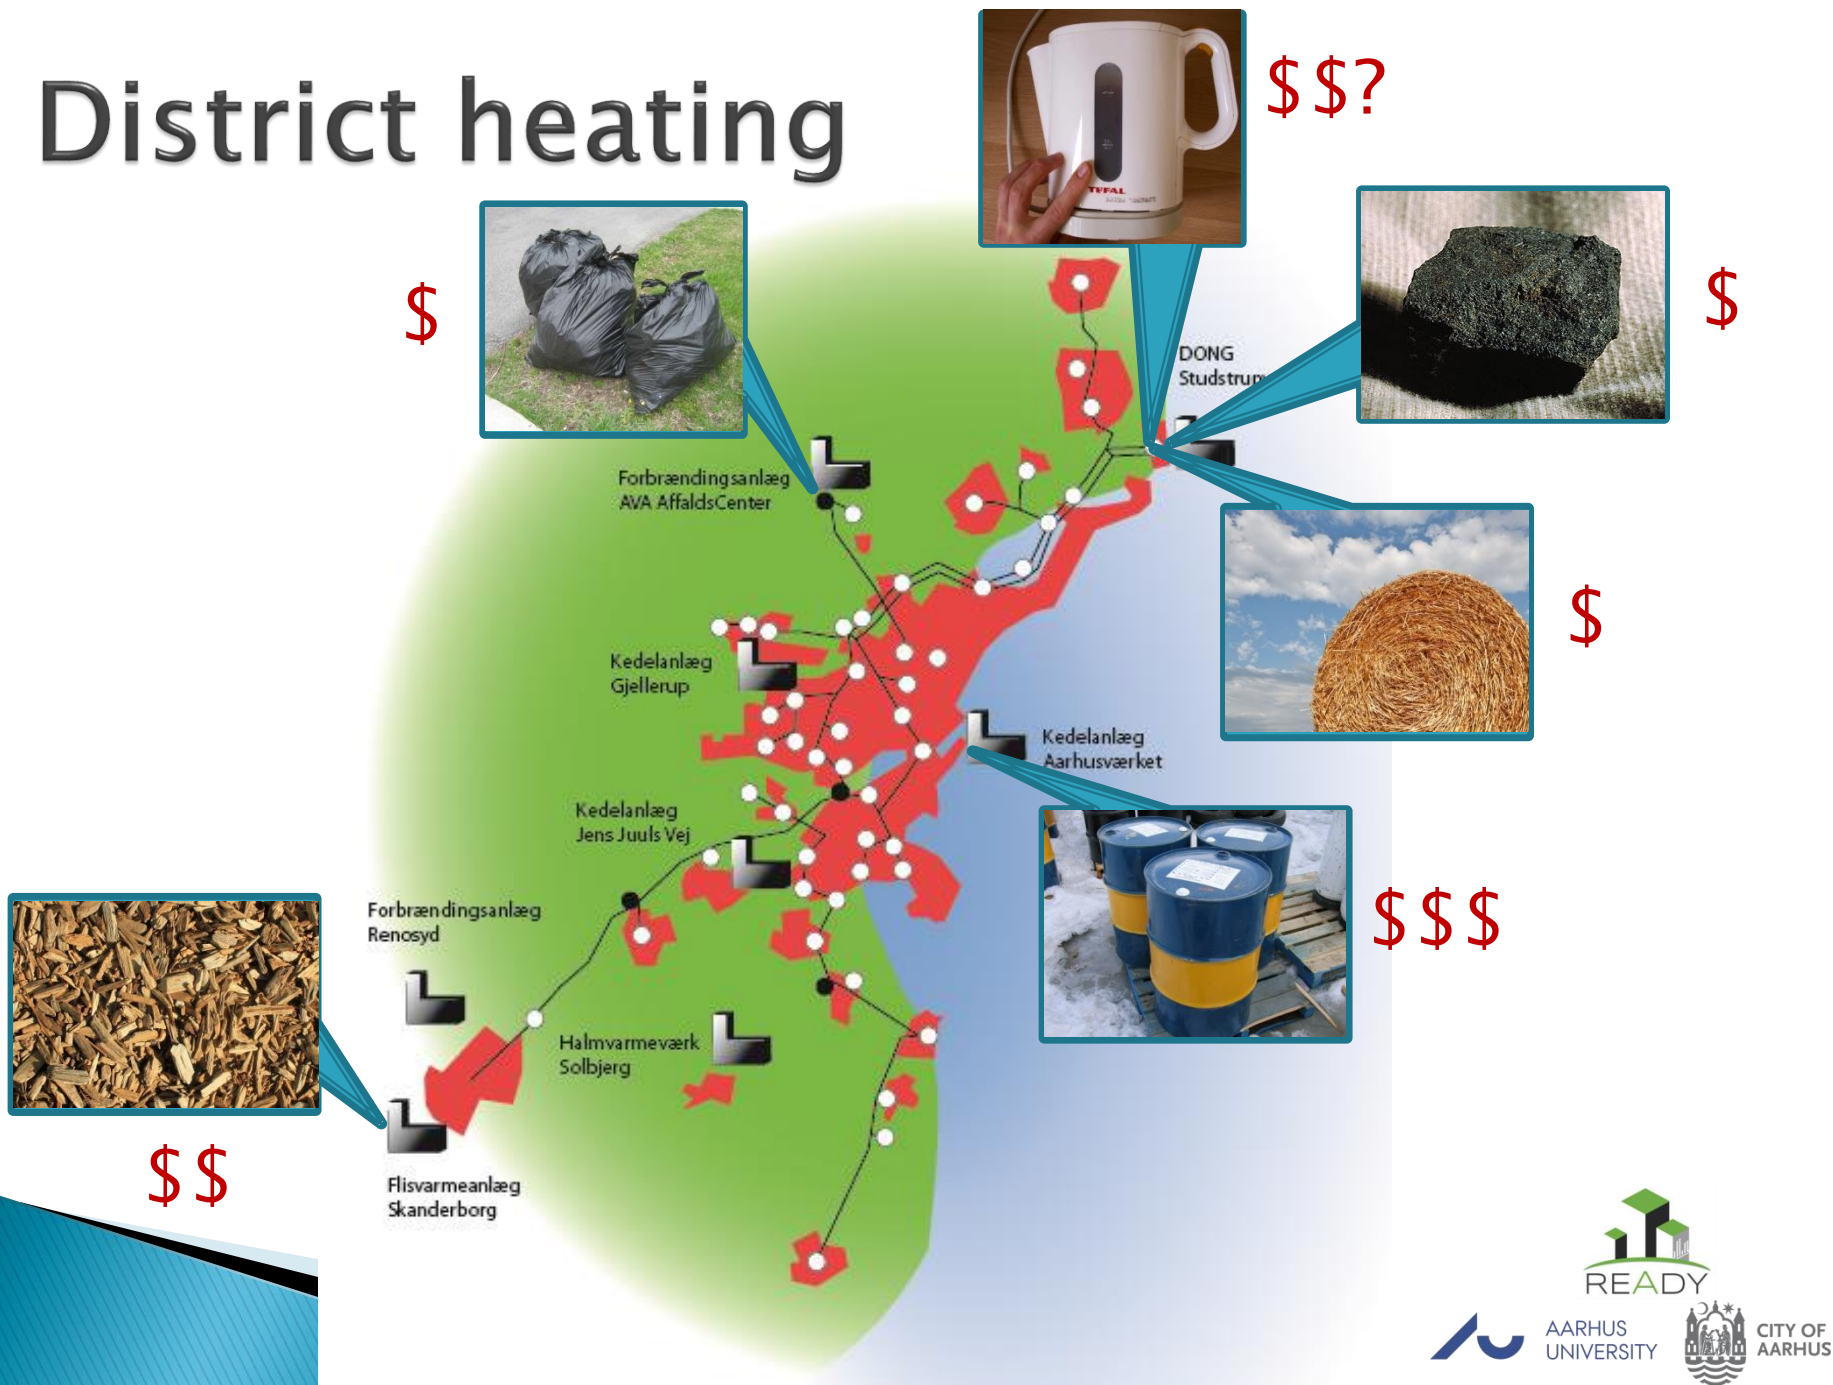 District heating
$$?
TEFAL
$
$
DONG
Forbrændingsanlæg
AVA AffaldsCenter
$
Kedelanlæg
Gjellerup
Kedelanlæg
Aarhusværket
Kedelanlæg
Jens Juuls Vej
$$$
Forbrændingsanlæg
Renosyd
Halmvarmeværk
Solbjerg
$$
Flisvarmeanlæg
Skanderborg
READY
AARHUS
UNIVERSITY
CITY OF
AARHUS